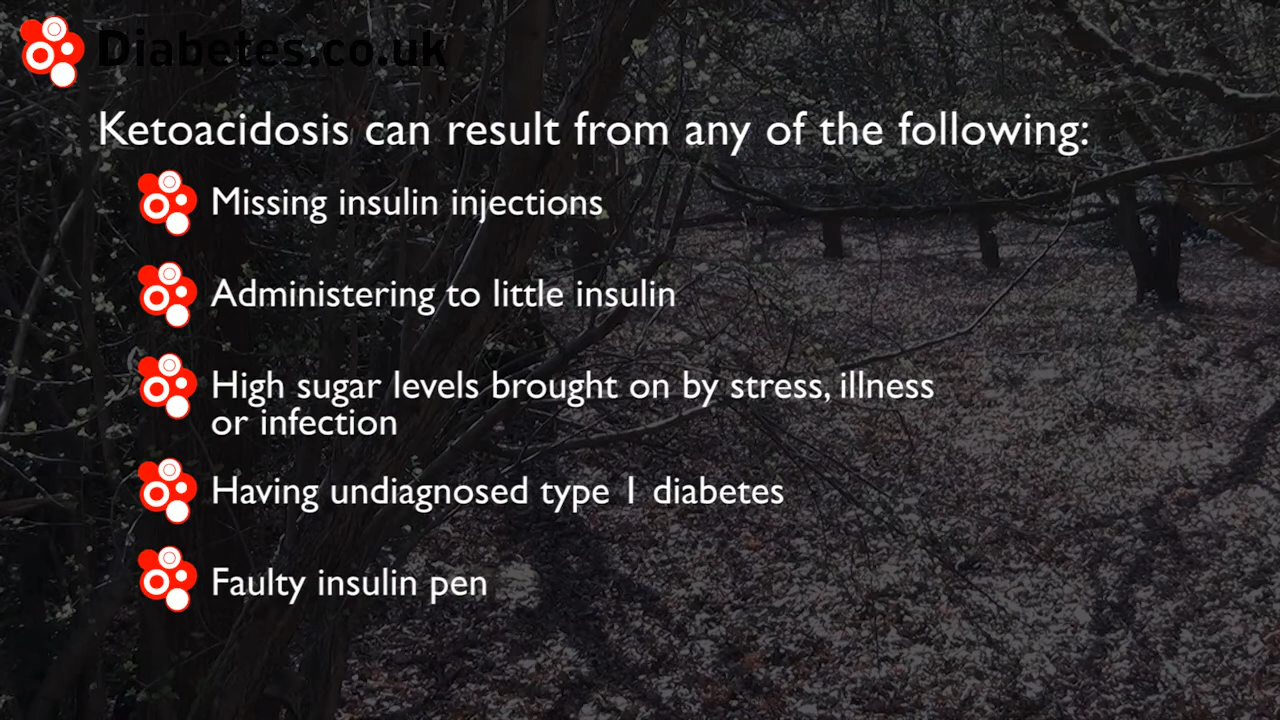 Diabetes.co.uk
Ketoacidosis can result from any of the following:
Missing insulin injections
Administering to little insulin
High sugar levels brought on by stress, illness
or infection
Having undiagnosed type 1 diabetes
Faulty insulin pen